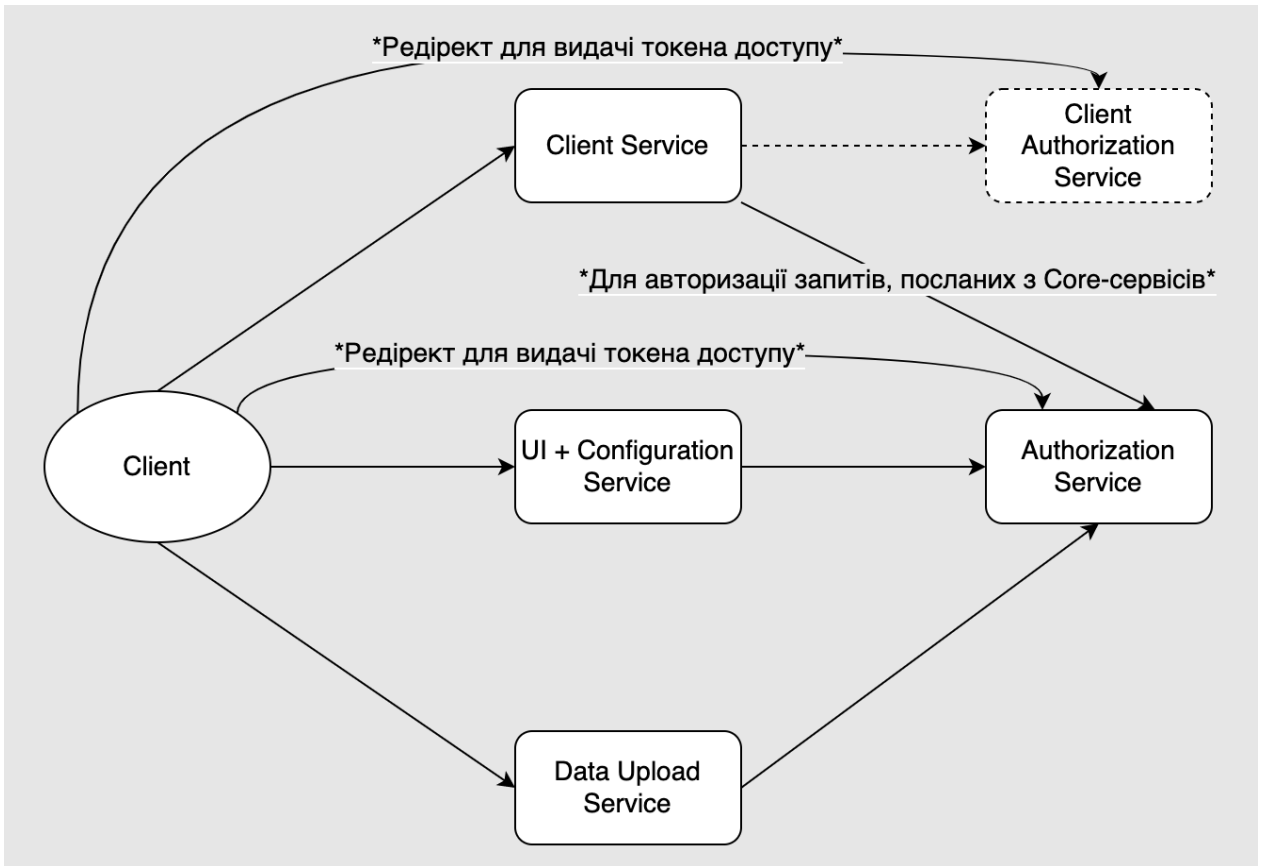 *Редірект для видачі токена доступу*
Client Service
Client
Authorization
Service
*Для авторизації запитів, посланих з Core-сервісів*
*Редірект для видачі токена доступу*
Client
UI + Configuration
Service
Authorization
Service
Data Upload
Service